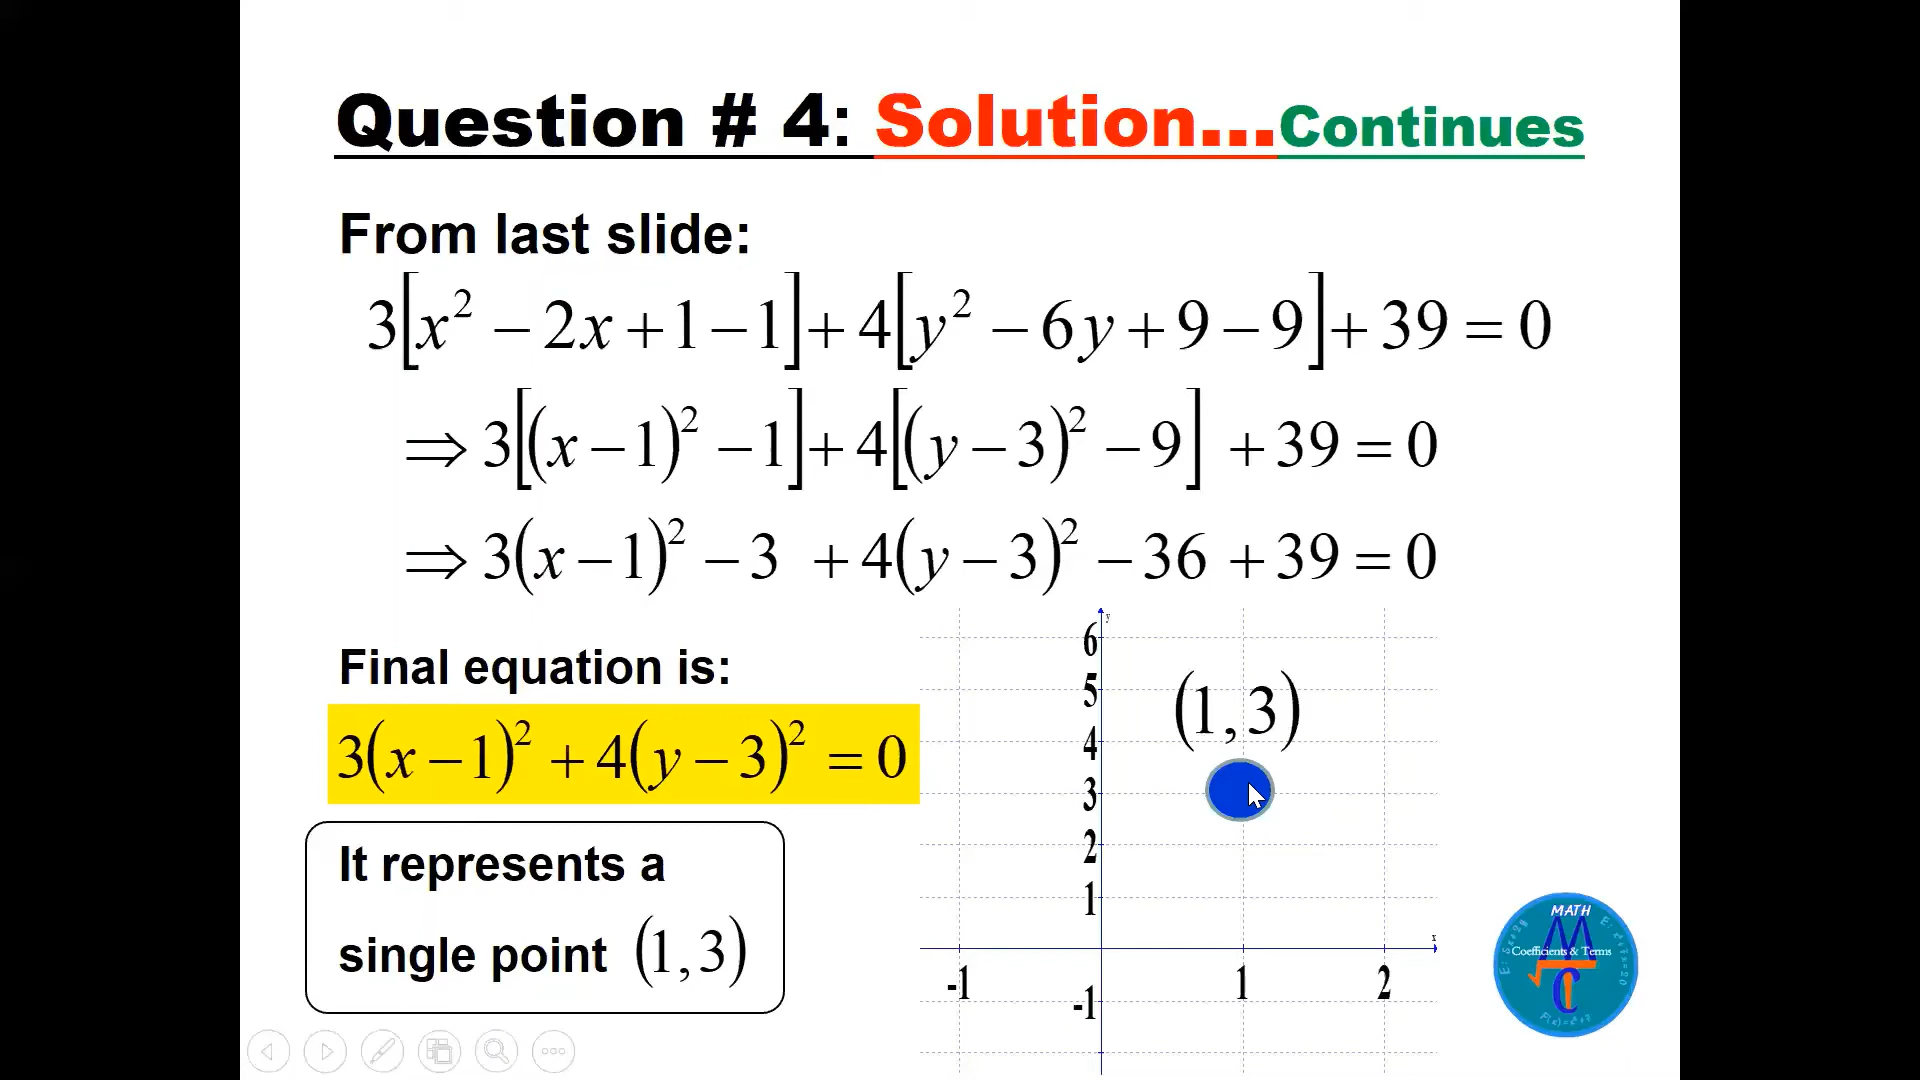 Question # 4: Solution...Continues
From last slide:
3[x² − 2x + 1 − 1] + 4[y² − 6y + 9 − 9] + 39 = 0
⇒ 3[(x − 1)² − 1] + 4[(y − 3)² − 9] + 39 = 0
⇒ 3(x − 1)² − 3 + 4(y − 3)² − 36 + 39 = 0
Final equation is:
3(x − 1)² + 4(y − 3)² = 0
It represents a
single point (1,3)
y
6
5
(1,3)
4
3
2
1
x
-1 1 2
-1
MATH
Coefficients & Terms